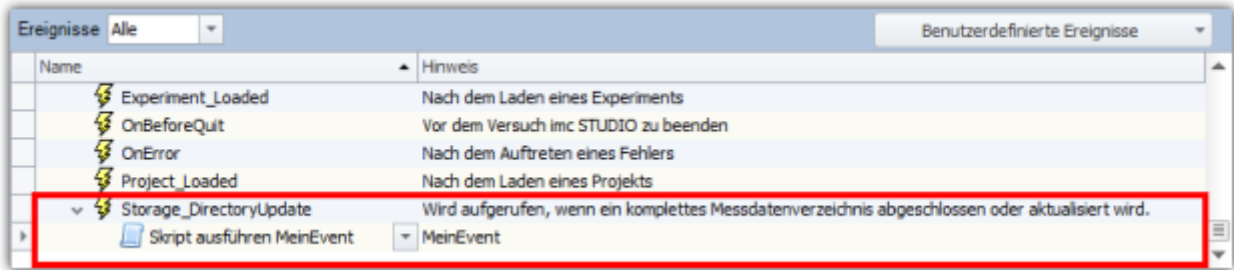 Ereignisse Alle Benutzerdefinierte Ereignisse
Name Hinweis
Experiment_Loaded Nach dem Laden eines Experiments
OnBeforeQuit Vor dem Versuch imc STUDIO zu beenden
OnError Nach dem Auftreten eines Fehlers
Project_Loaded Nach dem Laden eines Projekts
Storage_DirectoryUpdate Wird aufgerufen, wenn ein komplettes Messdatenverzeichnis abgeschlossen oder aktualisiert wird.
Skript ausführen MeinEvent MeinEvent